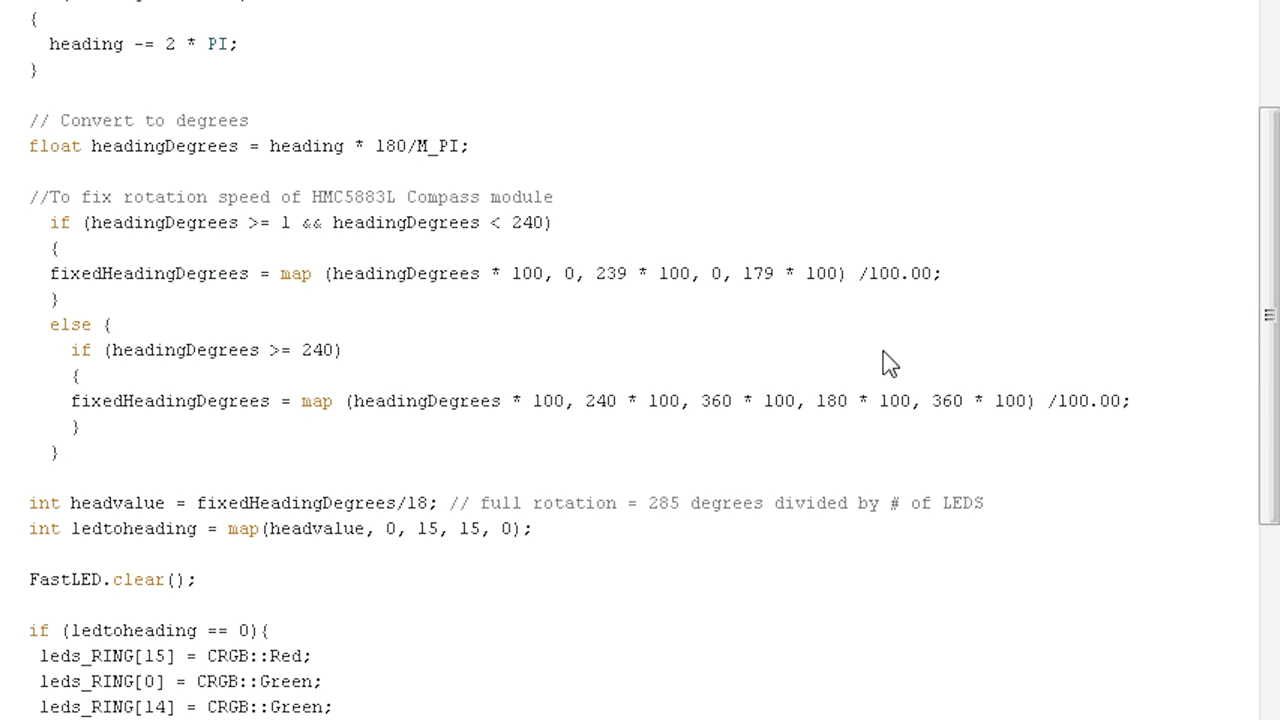 {
heading -= 2 * PI;
}
// Convert to degrees
float headingDegrees = heading * 180/M_PI;
//To fix rotation speed of HMC5883L Compass module
if (headingDegrees >= 1 && headingDegrees < 240)
{
fixedHeadingDegrees = map (headingDegrees * 100, 0, 239 * 100, 0, 179 * 100) /100.00;
}
else {
if (headingDegrees >= 240)
{
fixedHeadingDegrees = map (headingDegrees * 100, 240 * 100, 360 * 100, 180 * 100, 360 * 100) /100.00;
}
}
int headvalue = fixedHeadingDegrees/18; // full rotation = 285 degrees divided by # of LEDS
int ledtoheading = map(headvalue, 0, 15, 15, 0);
FastLED.clear();
if (ledtoheading == 0){
leds_RING[15] = CRGB::Red;
leds_RING[0] = CRGB::Green;
leds_RING[14] = CRGB::Green;